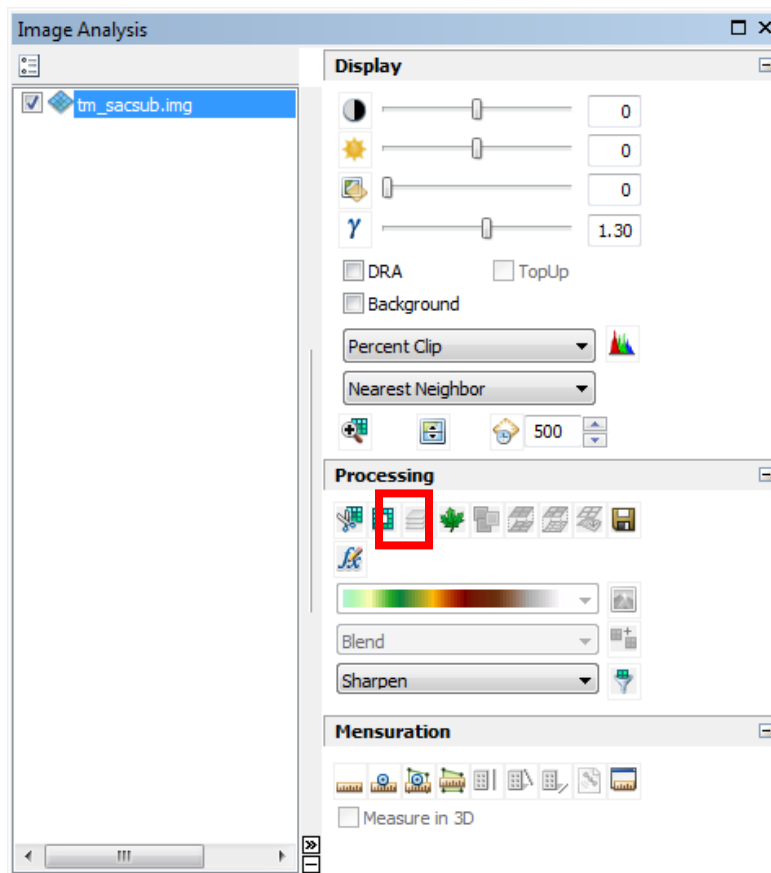 Image Analysis
tm_sacsub.img
Display
0
0
0
γ 1.30
DRA TopUp
Background
Percent Clip
Nearest Neighbor
500
Processing
fx
Blend
Sharpen
Mensuration
Measure in 3D